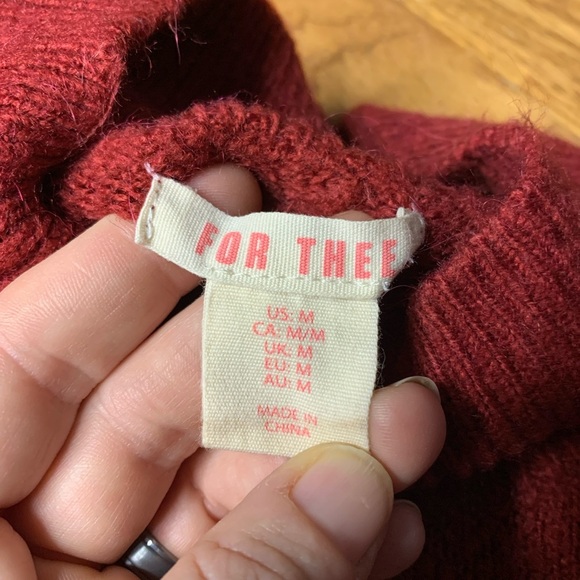 FOR THEE
US: M
CA: M/M
UK: M
EU: M
AU: M
MADE IN
CHINA